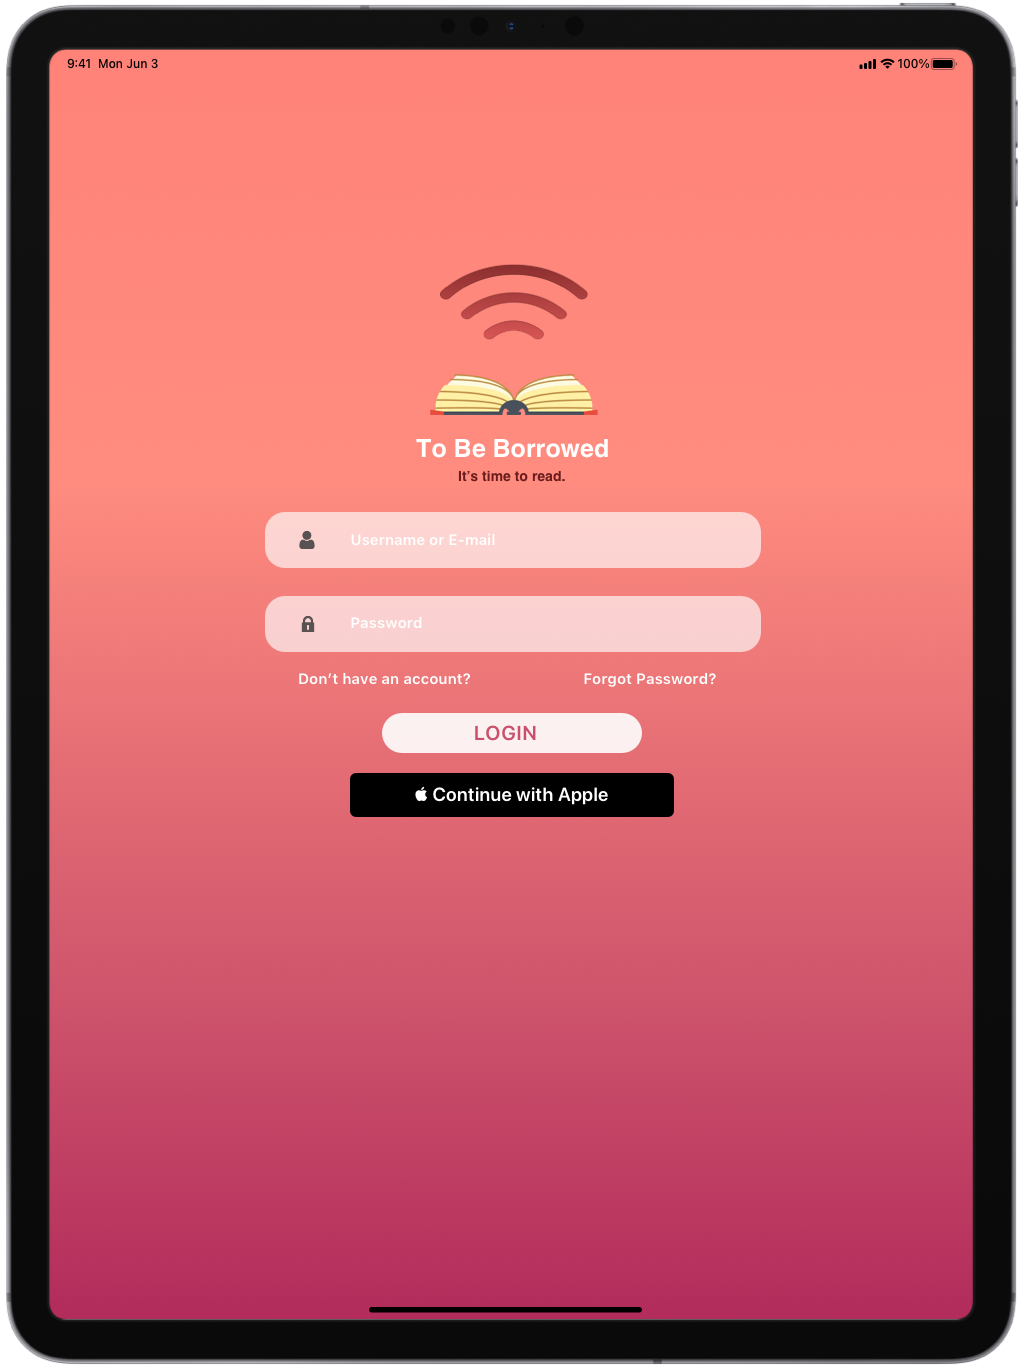 9:41 Mon Jun 3
100%
To Be Borrowed
It's time to read.
Username or E-mail
Password
Don't have an account?
Forgot Password?
LOGIN
Continue with Apple